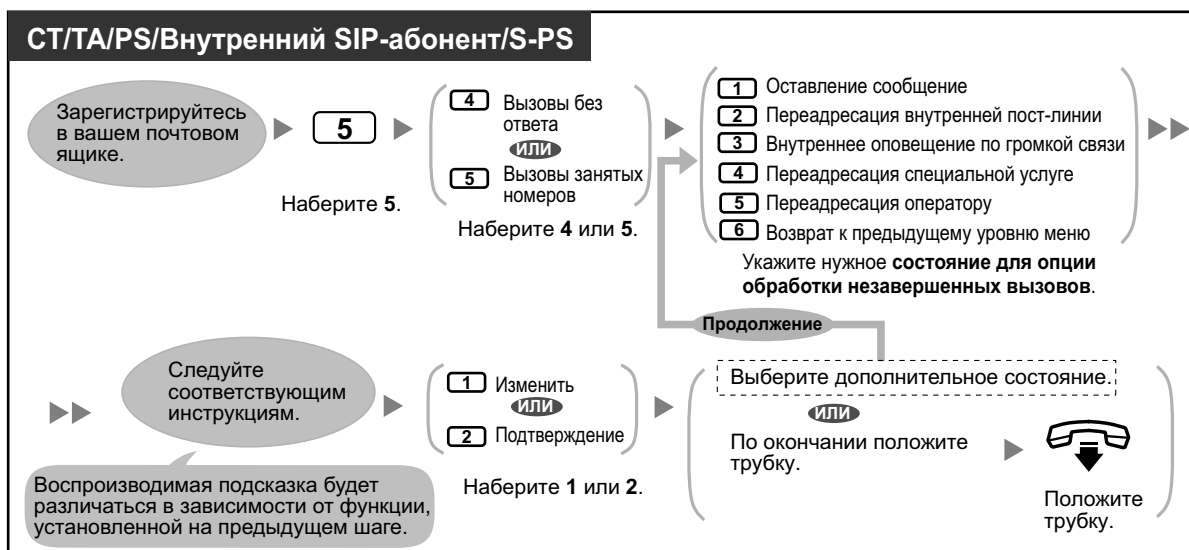 CT/TA/PS/Внутренний SIP-абонент/S-PS
Зарегистрируйтесь
в вашем почтовом
ящике.
5
Наберите 5.
4 Вызовы без
ответа
ИЛИ
5 Вызовы занятых
номеров
Наберите 4 или 5.
1 Оставление сообщение
2 Переадресация внутренней пост-линии
3 Внутреннее оповещение по громкой связи
4 Переадресация специальной услуге
5 Переадресация оператору
6 Возврат к предыдущему уровню меню
Укажите нужное состояние для опции
обработки незавершенных вызовов.
Продолжение
Следуйте
соответствующим
инструкциям.
Воспроизводимая подсказка будет
различаться в зависимости от функции,
установленной на предыдущем шаге.
1 Изменить
ИЛИ
2 Подтверждение
Наберите 1 или 2.
Выберите дополнительное состояние.
ИЛИ
По окончании положите
трубку.
Положите
трубку.